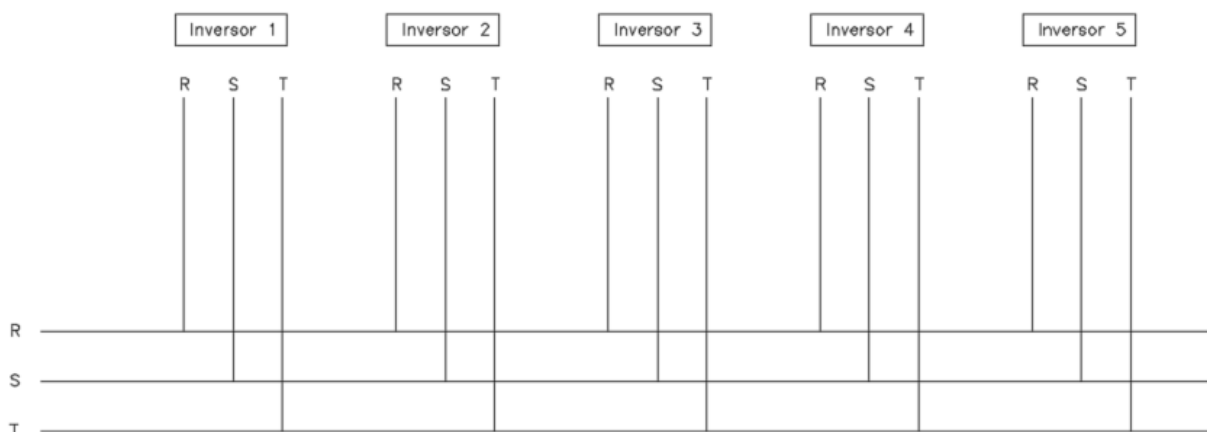 Inversor 1 Inversor 2 Inversor 3 Inversor 4 Inversor 5
R S T R S T R S T R S T R S T
R
S
T